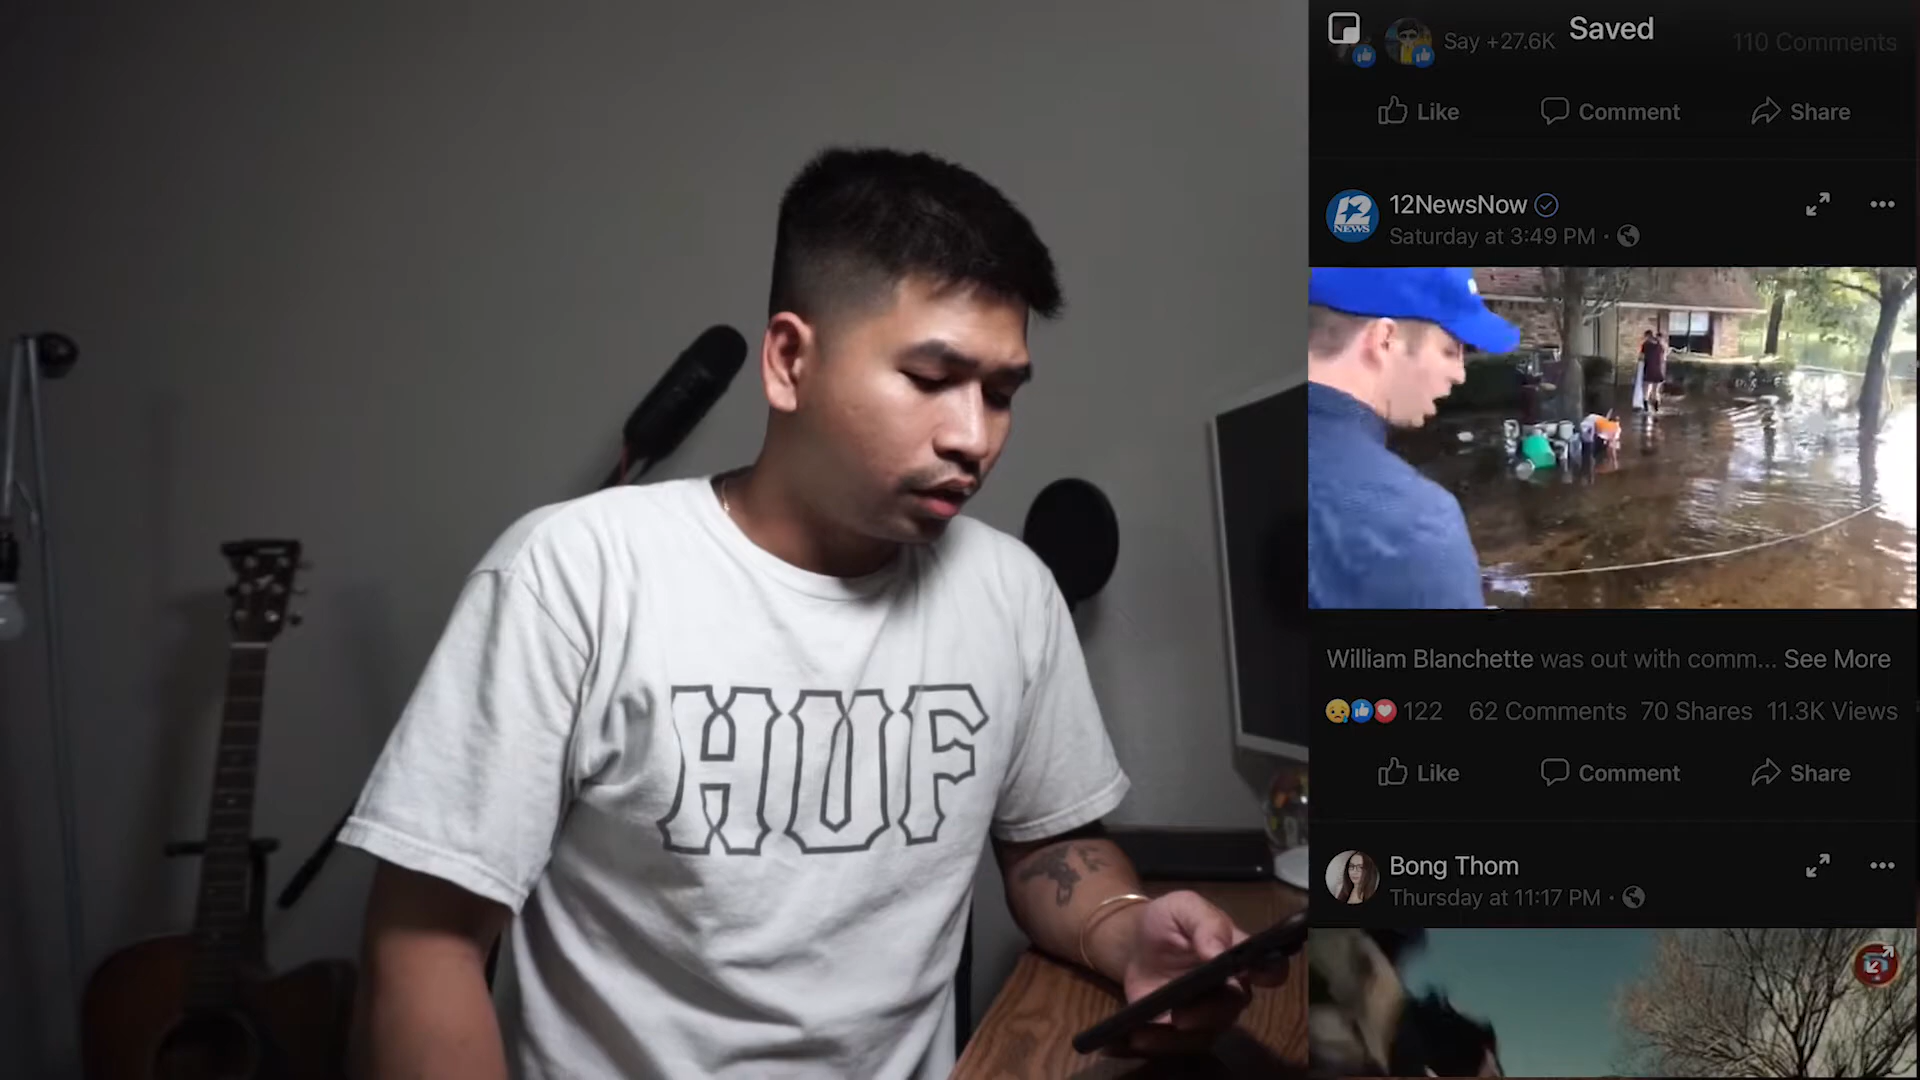 Say +27.6K
Saved
110 Comments
Like
Comment
Share
12NewsNow
12
NEWS
Saturday at 3:49 PM ·
William Blanchette was out with comm... See More
122 62 Comments 70 Shares 11.3K Views
Like
Comment
Share
Bong Thom
Thursday at 11:17 PM ·
HUF